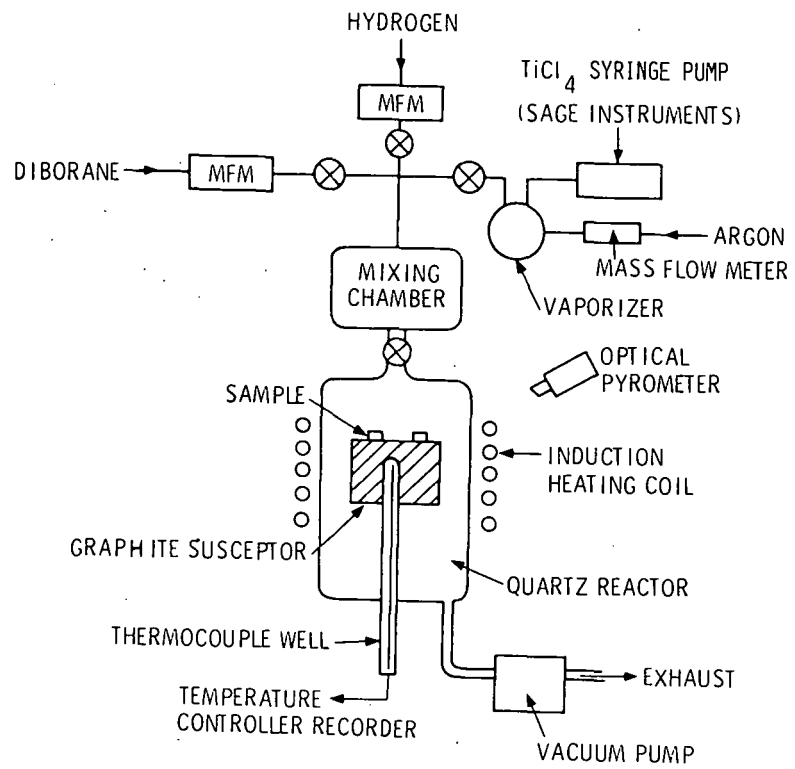 HYDROGEN
MFM
TiCl4 SYRINGE PUMP
(SAGE INSTRUMENTS)
DIBORANE
MFM
ARGON
MASS FLOW METER
VAPORIZER
MIXING
CHAMBER
OPTICAL
PYROMETER
SAMPLE
INDUCTION
HEATING COIL
GRAPHITE SUSCEPTOR
QUARTZ REACTOR
THERMOCOUPLE WELL
EXHAUST
TEMPERATURE
CONTROLLER RECORDER
VACUUM PUMP